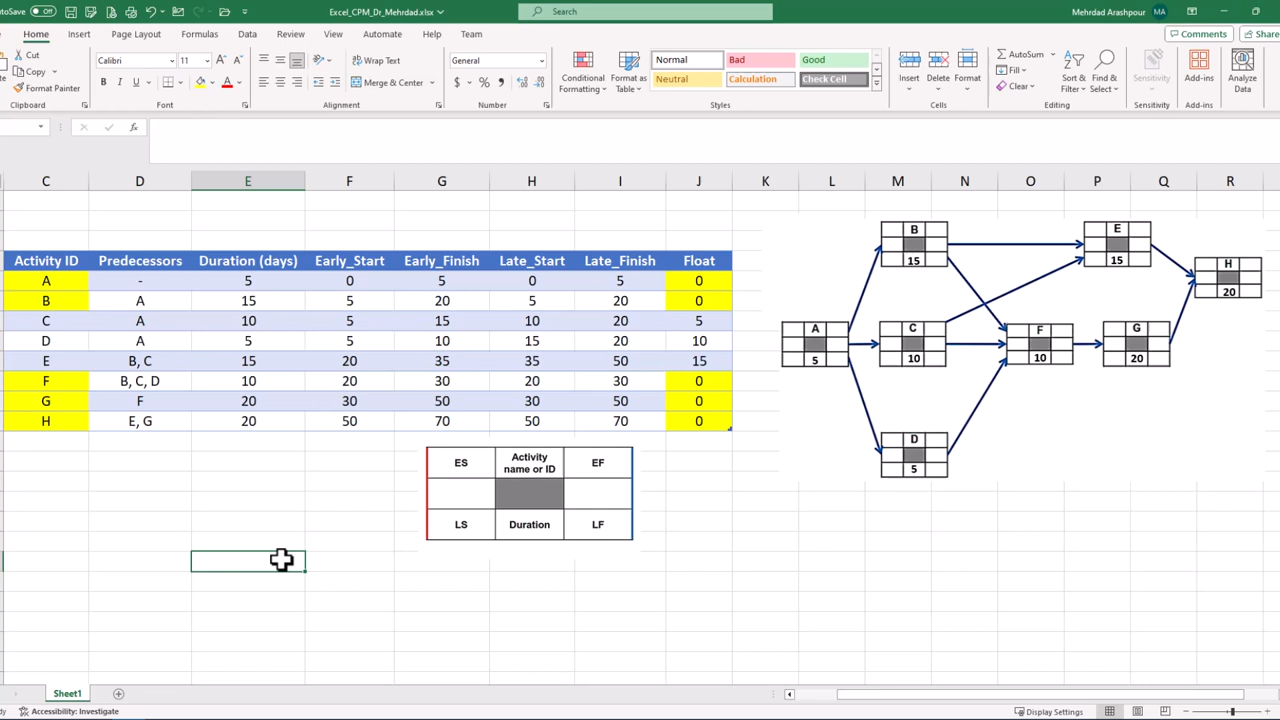 AutoSave Off Excel_CPM_Dr_Mehrdad.xlsx Search Mehrdad Arashpour MA
Home Insert Page Layout Formulas Data Review View Automate Help Team Comments Share
Cut
Copy
Format Painter
Clipboard
Calibri 11
B I U
Font
Wrap Text
Merge & Center
Alignment
General
$ % 
Number
Conditional Formatting
Format as Table
Normal Bad Good
Neutral Calculation Check Cell
Styles
Insert Delete Format
Cells
AutoSum
Fill
Clear
Sort & Filter
Find & Select
Editing
Sensitivity
Sensitivity
Add-ins
Add-ins
Analyze Data
fx
C D E F G H I J K L M N O P Q R
Activity ID Predecessors Duration (days) Early_Start Early_Finish Late_Start Late_Finish Float
A - 5 0 5 0 5 0
B A 15 5 20 5 20 0
C A 10 5 15 10 20 5
D A 5 5 10 15 20 10
E B, C 15 20 35 35 50 15
F B, C, D 10 20 30 20 30 0
G F 20 30 50 30 50 0
H E, G 20 50 70 50 70 0
ES Activity name or ID EF
LS Duration LF
B
15
E
15
H
20
A
5
C
10
F
10
G
20
D
5
Sheet1
Accessibility: Investigate
Display Settings